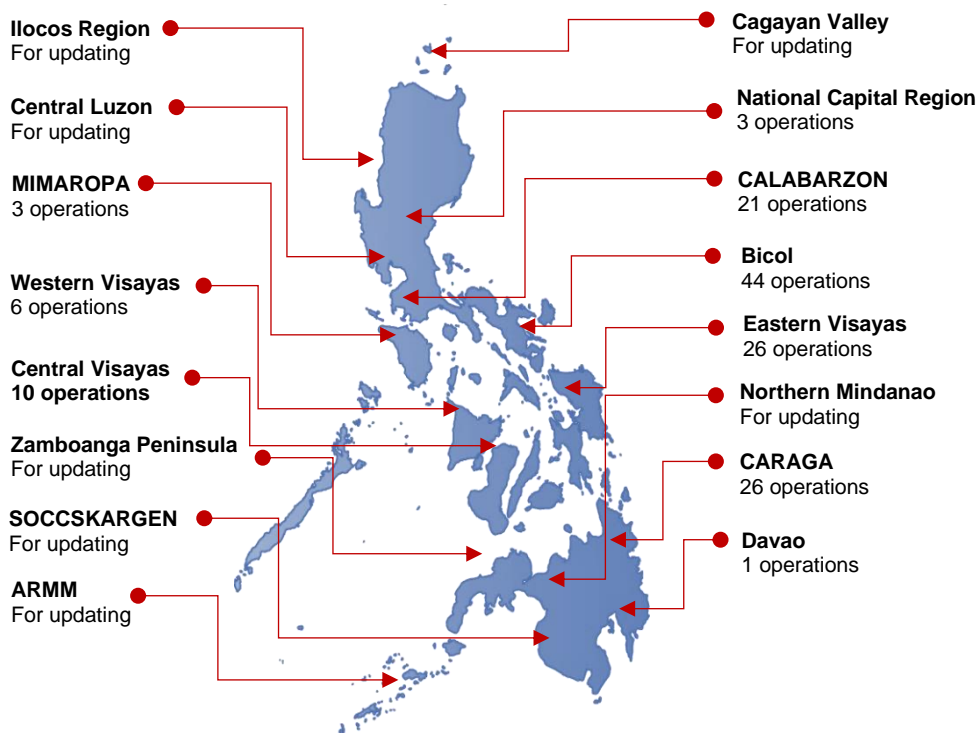 Ilocos Region
For updating
Central Luzon
For updating
MIMAROPA
3 operations
Western Visayas
6 operations
Central Visayas
10 operations
Zamboanga Peninsula
For updating
SOCCSKARGEN
For updating
ARMM
For updating
Cagayan Valley
For updating
National Capital Region
3 operations
CALABARZON
21 operations
Bicol
44 operations
Eastern Visayas
26 operations
Northern Mindanao
For updating
CARAGA
26 operations
Davao
1 operations